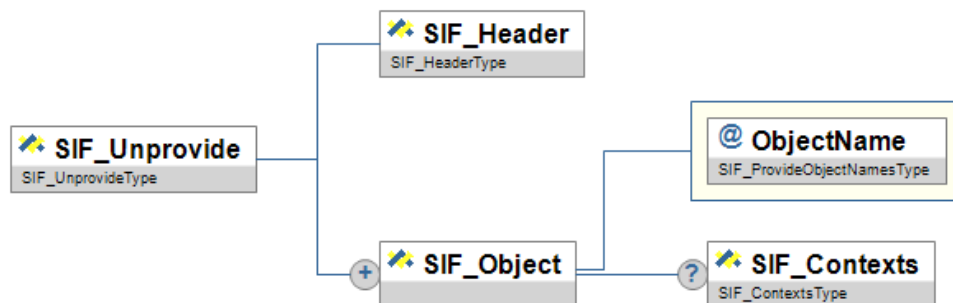 SIF_Header
SIF_HeaderType
SIF_Unprovide
SIF_UnprovideType
@ ObjectName
SIF_ProvideObjectNamesType
+ SIF_Object
? SIF_Contexts
SIF_ContextsType